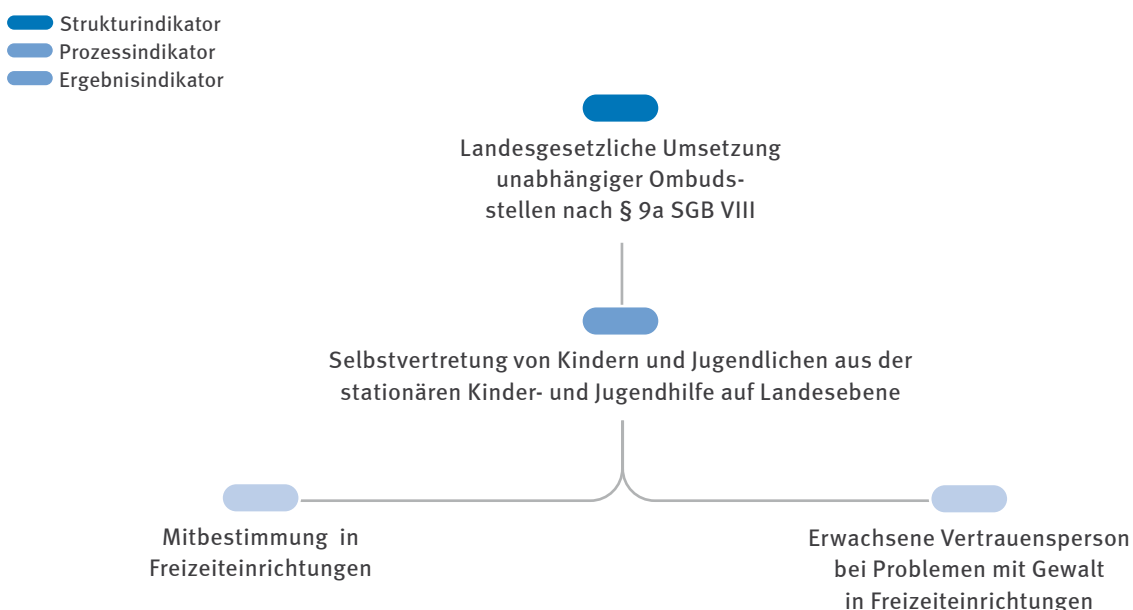 Strukturindikator
Prozessindikator
Ergebnisindikator
Landesgesetzliche Umsetzung
unabhängiger Ombuds-
stellen nach § 9a SGB VIII
Selbstvertretung von Kindern und Jugendlichen aus der
stationären Kinder- und Jugendhilfe auf Landesebene
Mitbestimmung in
Freizeiteinrichtungen
Erwachsene Vertrauensperson
bei Problemen mit Gewalt
in Freizeiteinrichtungen